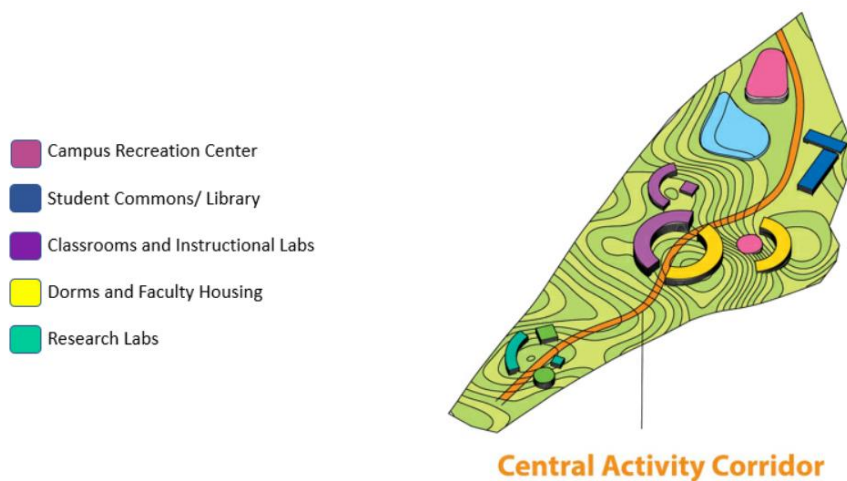 Campus Recreation Center
Student Commons/ Library
Classrooms and Instructional Labs
Dorms and Faculty Housing
Research Labs
Central Activity Corridor